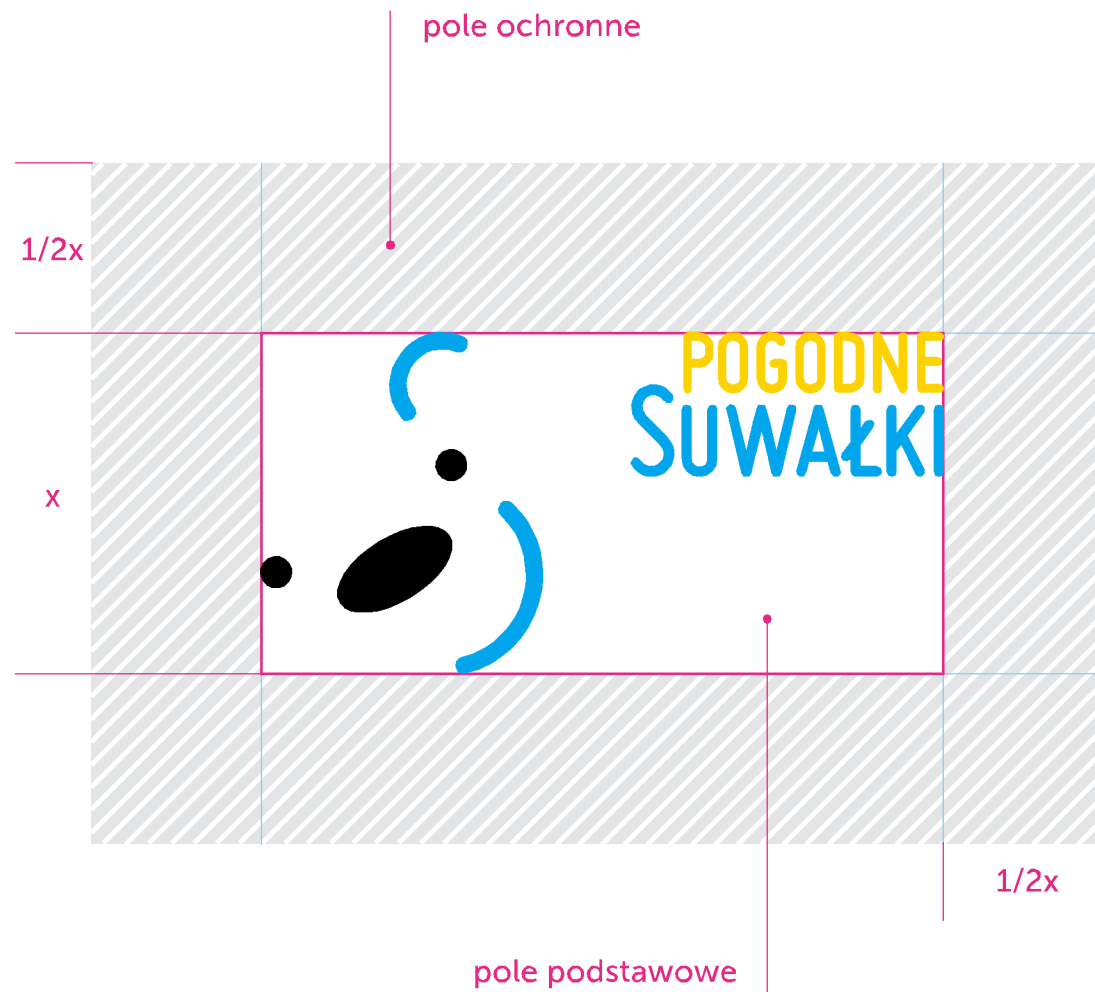 pole ochronne
1/2x
POGODNE
SUWAŁKI
x
1/2x
pole podstawowe